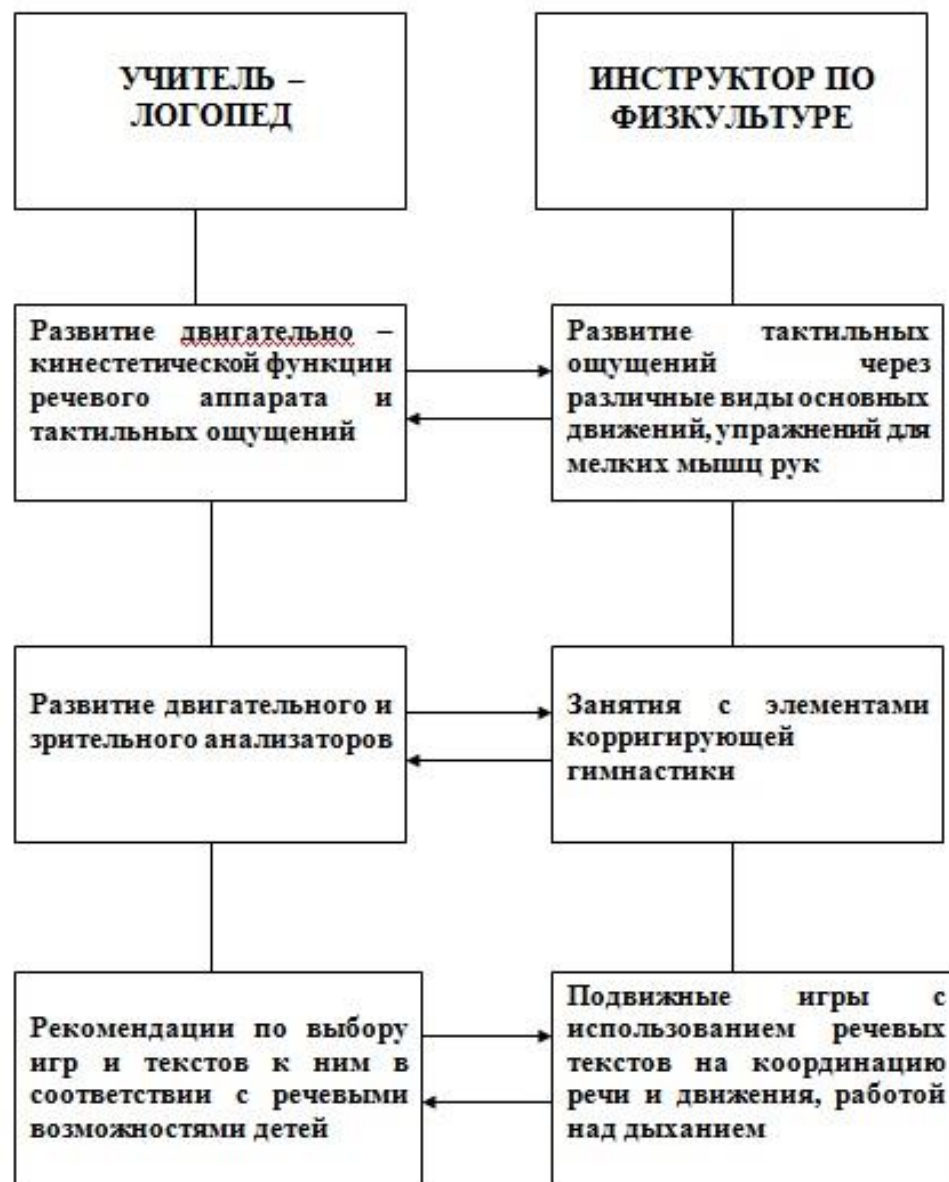 УЧИТЕЛЬ –
ЛОГОПЕД
ИНСТРУКТОР ПО
ФИЗКУЛЬТУРЕ
Развитие двигательно –
кинестетической функции
речевого аппарата и
тактильных ощущений
Развитие тактильных
ощущений через
различные виды основных
движений, упражнений для
мелких мышц рук
Развитие двигательного и
зрительного анализаторов
Занятия с элементами
корригирующей
гимнастики
Рекомендации по выбору
игр и текстов к ним в
соответствии с речевыми
возможностями детей
Подвижные игры с
использованием речевых
текстов на координацию
речи и движения, работой
над дыханием